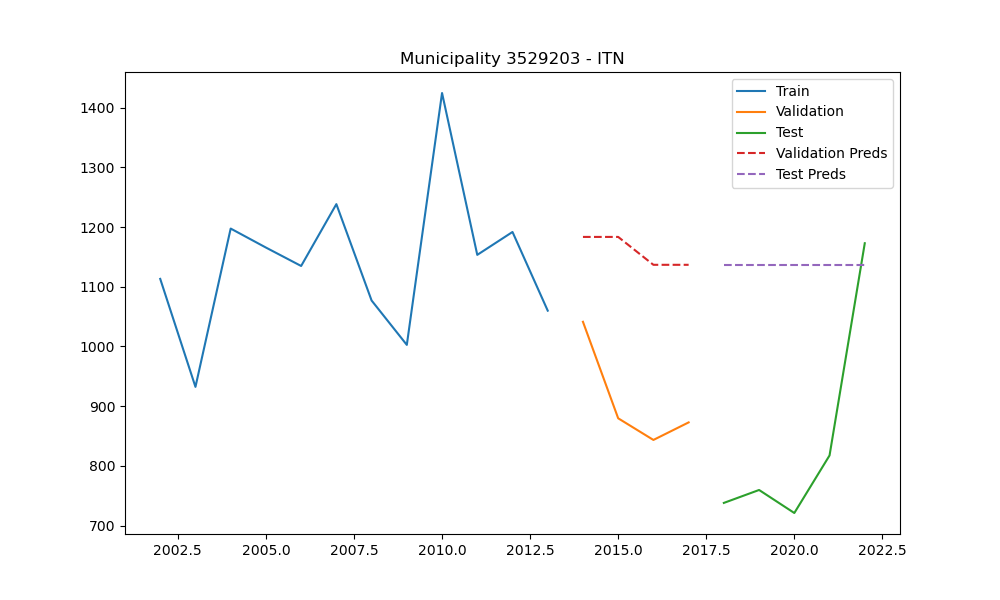 Municipality 3529203 - ITN
Train
Validation
Test
Validation Preds
Test Preds
1400
1300
1200
1100
1000
900
800
700
2002.5 2005.0 2007.5 2010.0 2012.5 2015.0 2017.5 2020.0 2022.5